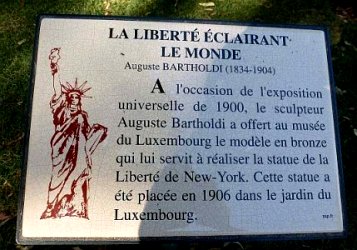 LA LIBERTÉ ÉCLAIRANT
LE MONDE
Auguste BARTHOLDI (1834-1904)
A l'occasion de l'exposition
universelle de 1900, le sculpteur
Auguste Bartholdi a offert au musée
du Luxembourg le modèle en bronze
qui lui servit à réaliser la statue de la
Liberté de New-York. Cette statue a
été placée en 1906 dans le jardin du
Luxembourg.